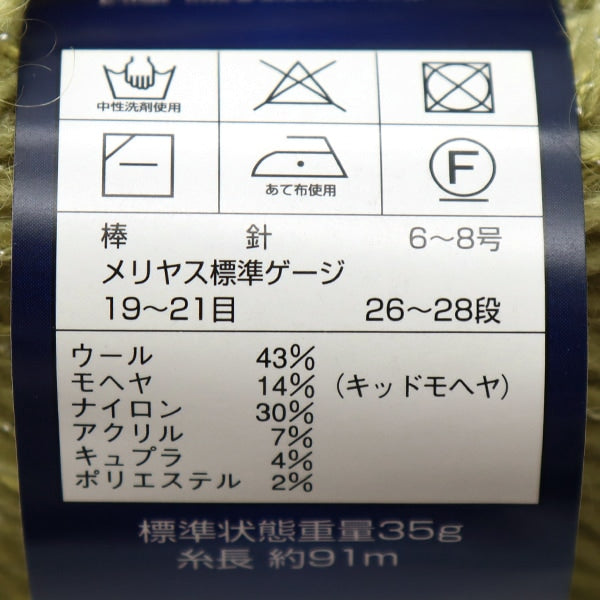 中性洗剤使用
あて布使用
F
棒 針 6〜8号
メリヤス標準ゲージ
19〜21目 26〜28段
ウール 43%
モヘヤ 14% (キッドモヘヤ)
ナイロン 30%
アクリル 7%
キュプラ 4%
ポリエステル 2%
標準状態重量35g
糸長 約91m